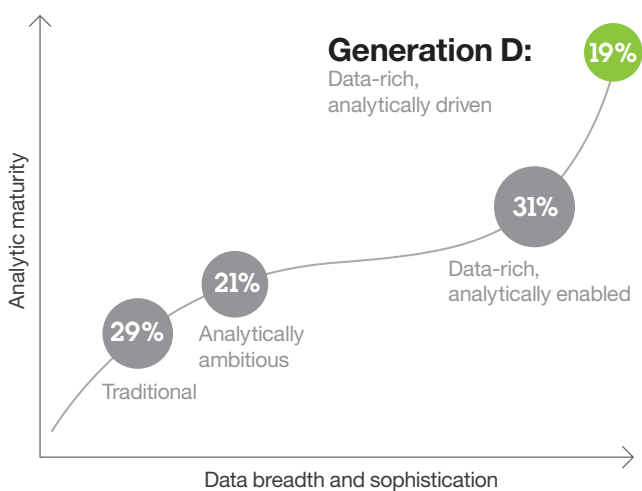 Generation D:
Data-rich,
analytically driven
19%
31%
Data-rich,
analytically enabled
21%
Analytically
ambitious
29%
Traditional
Analytic maturity
Data breadth and sophistication